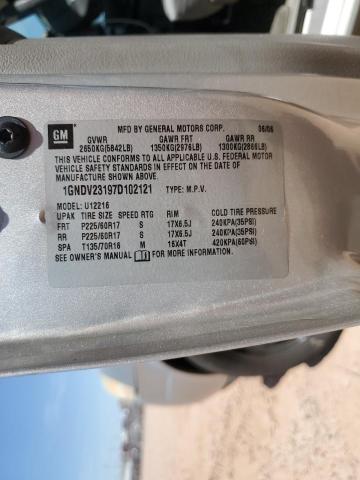 GM
MFD BY GENERAL MOTORS CORP. 06/06
GVWR GAWR FRT GAWR RR
2650KG(5842LB) 1350KG(2976LB) 1300KG(2866LB)
THIS VEHICLE CONFORMS TO ALL APPLICABLE U.S. FEDERAL MOTOR
VEHICLE SAFETY STANDARDS IN EFFECT ON THE DATE OF
MANUFACTURE SHOWN ABOVE.
1GNDV23197D102121 TYPE: M.P.V.
MODEL: U12216
UPAK TIRE SIZE SPEED RTG RIM COLD TIRE PRESSURE
FRT P225/60R17 S 17X6.5J 240KPA(35PSI)
RR P225/60R17 S 17X6.5J 240KPA(35PSI)
SPA T135/70R16 M 16X4T 420KPA(60PSI)
SEE OWNER'S MANUAL FOR MORE INFORMATION.